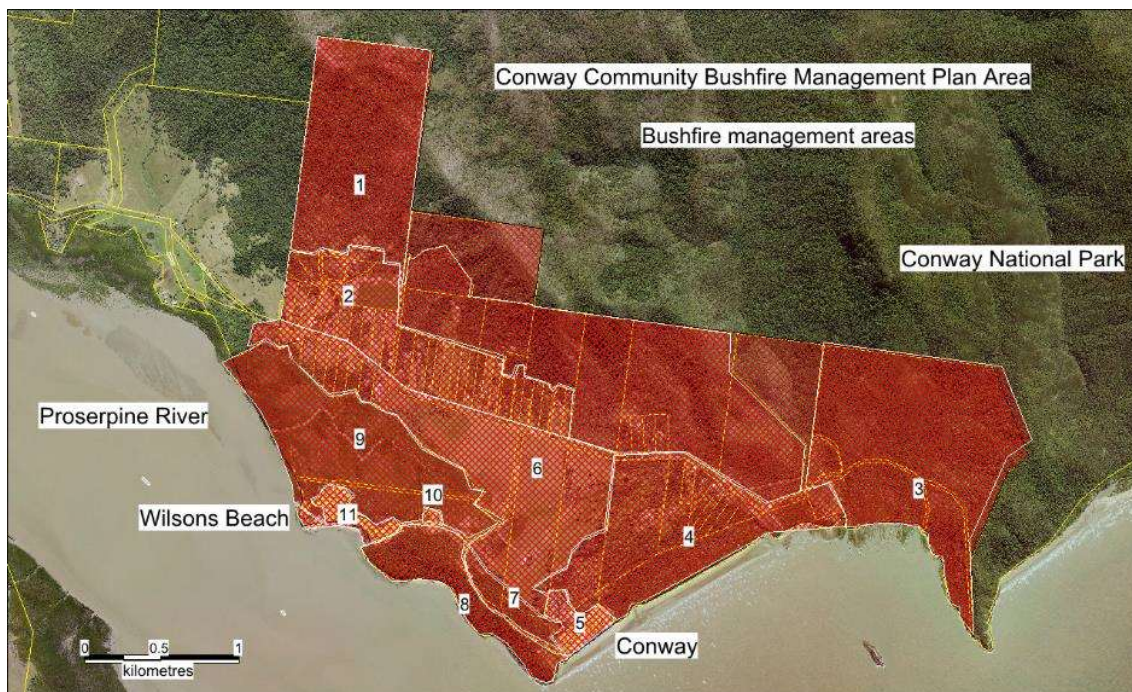 Conway Community Bushfire Management Plan Area
Bushfire management areas
1
Conway National Park
2
Proserpine River
9
6
10
3
Wilsons Beach
11
4
7
8
5
Conway
0 0.5 1
kilometres